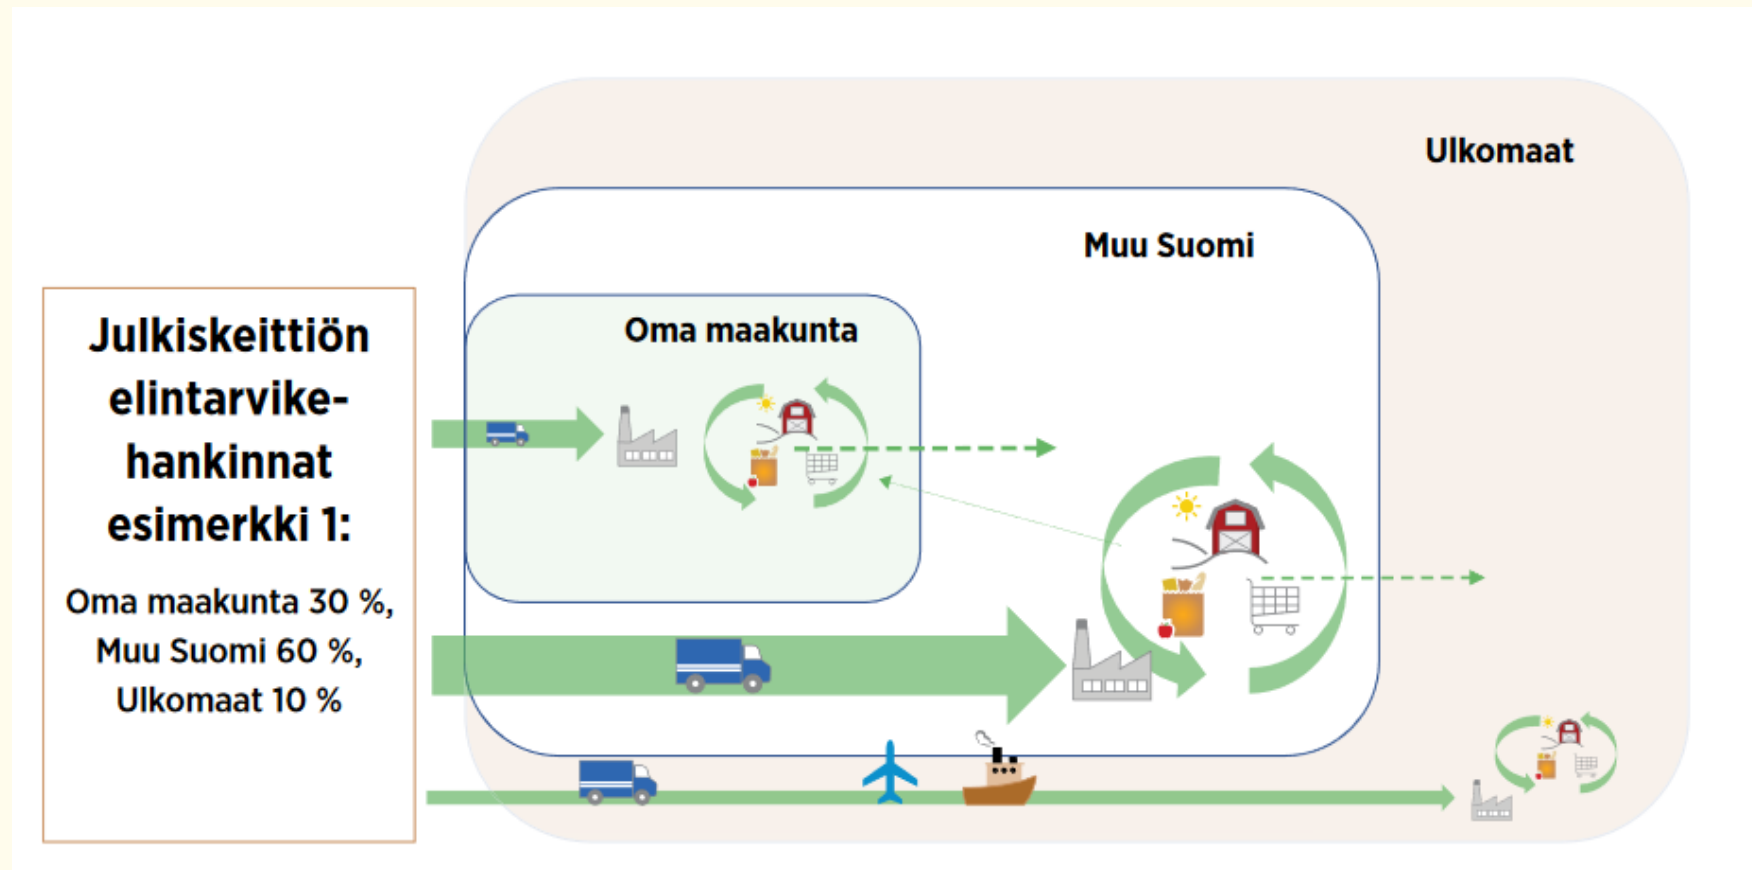 Julkiskeittiön
elintarvike-
hankinnat
esimerkki 1:
Oma maakunta 30 %,
Muu Suomi 60 %,
Ulkomaat 10 %
Oma maakunta
Muu Suomi
Ulkomaat